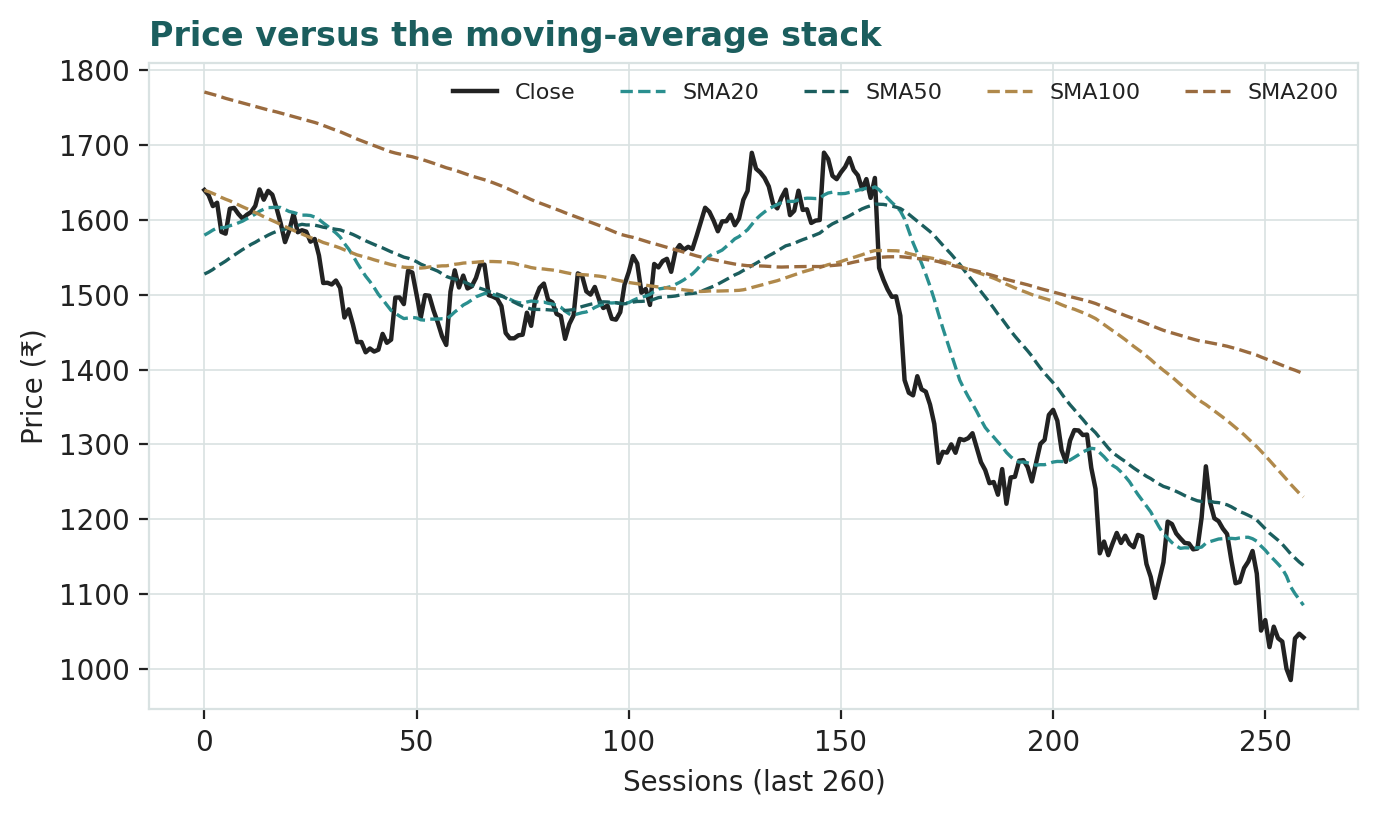 Price versus the moving-average stack
Close SMA20 SMA50 SMA100 SMA200
1800
1700
1600
1500
1400
1300
1200
1100
1000
Price (₹)
0 50 100 150 200 250
Sessions (last 260)